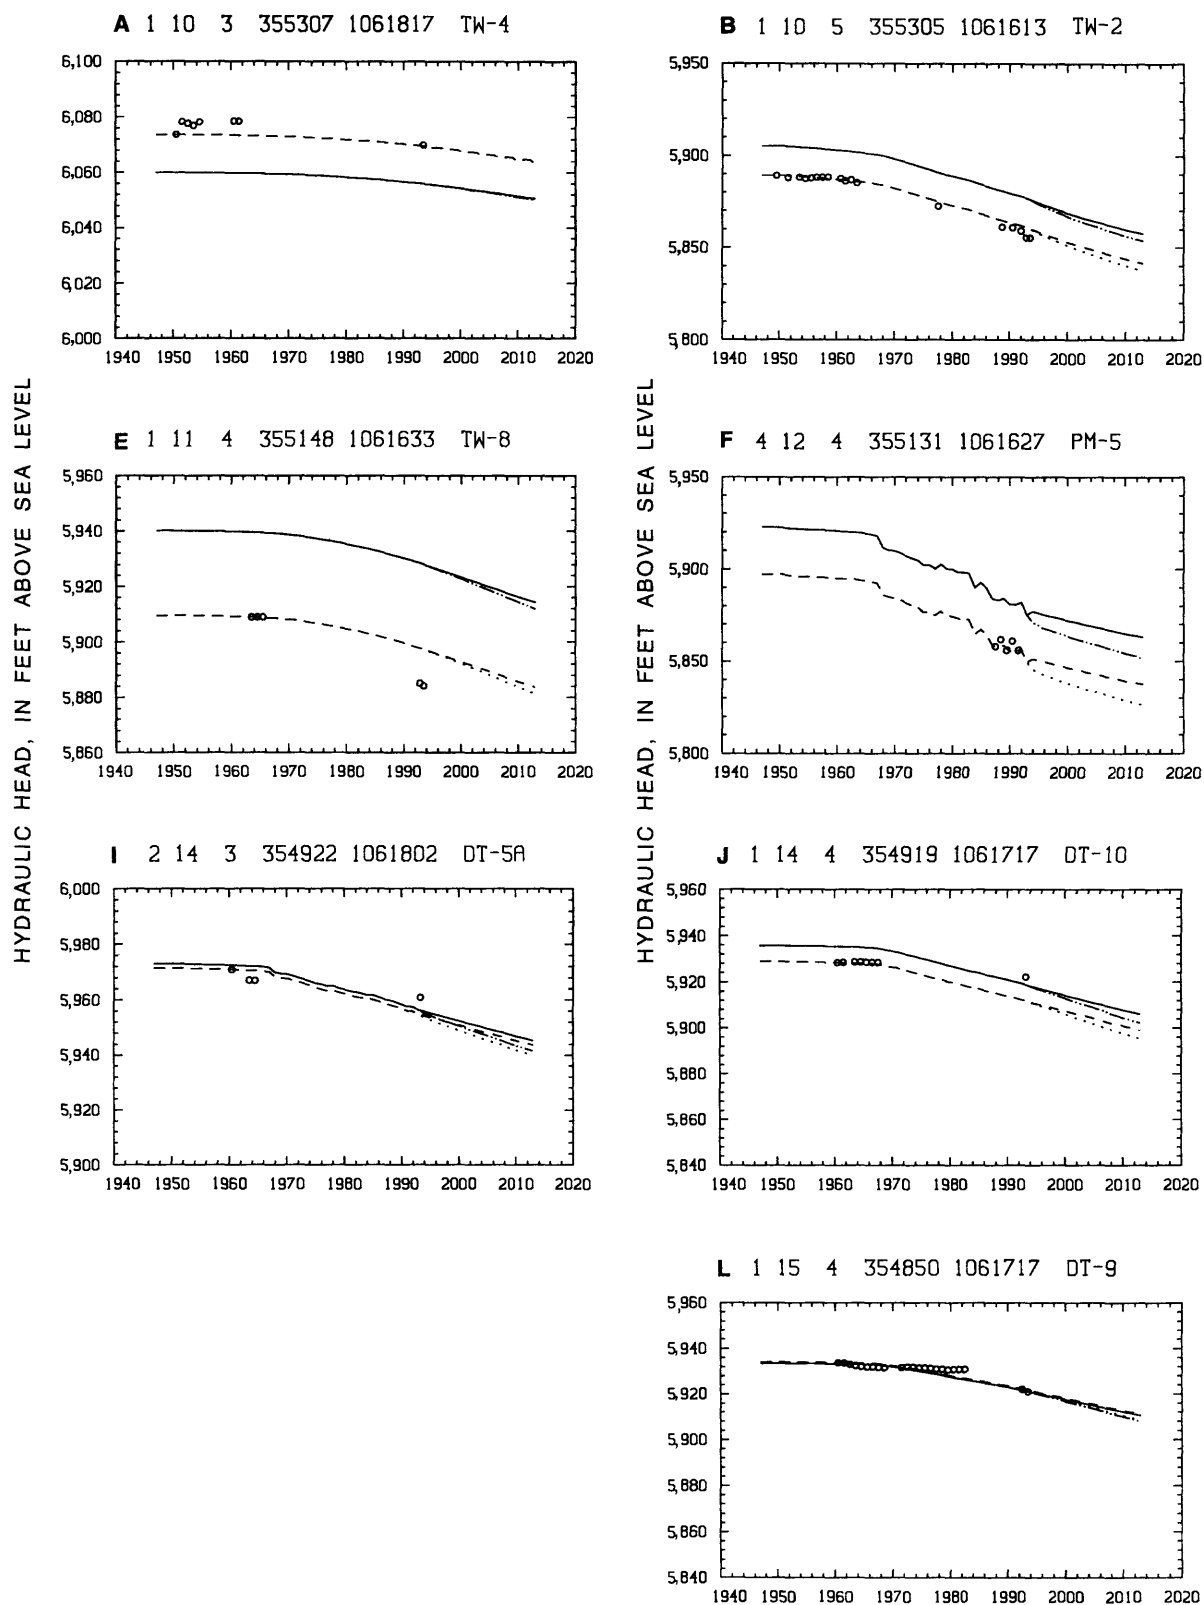 A 1 10 3 355307 1061817 TW-4
6,100
6,080
6,060
6,040
6,020
6,000
1940 1950 1960 1970 1980 1990 2000 2010 2020
B 1 10 5 355305 1061613 TW-2
5,950
5,900
5,850
5,800
1940 1950 1960 1970 1980 1990 2000 2010 2020
HYDRAULIC HEAD, IN FEET ABOVE SEA LEVEL
E 1 11 4 355148 1061633 TW-8
5,960
5,940
5,920
5,900
5,880
5,860
1940 1950 1960 1970 1980 1990 2000 2010 2020
HYDRAULIC HEAD, IN FEET ABOVE SEA LEVEL
F 4 12 4 355131 1061627 PM-5
5,950
5,900
5,850
5,800
1940 1950 1960 1970 1980 1990 2000 2010 2020
I 2 14 3 354922 1061802 DT-5A
6,000
5,980
5,960
5,940
5,920
5,900
1940 1950 1960 1970 1980 1990 2000 2010 2020
J 1 14 4 354919 1061717 DT-10
5,960
5,940
5,920
5,900
5,880
5,860
5,840
1940 1950 1960 1970 1980 1990 2000 2010 2020
L 1 15 4 354850 1061717 DT-9
5,960
5,940
5,920
5,900
5,880
5,860
5,840
1940 1950 1960 1970 1980 1990 2000 2010 2020